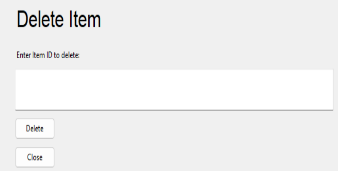 Delete Item
Enter Item ID to delete:
Delete
Close